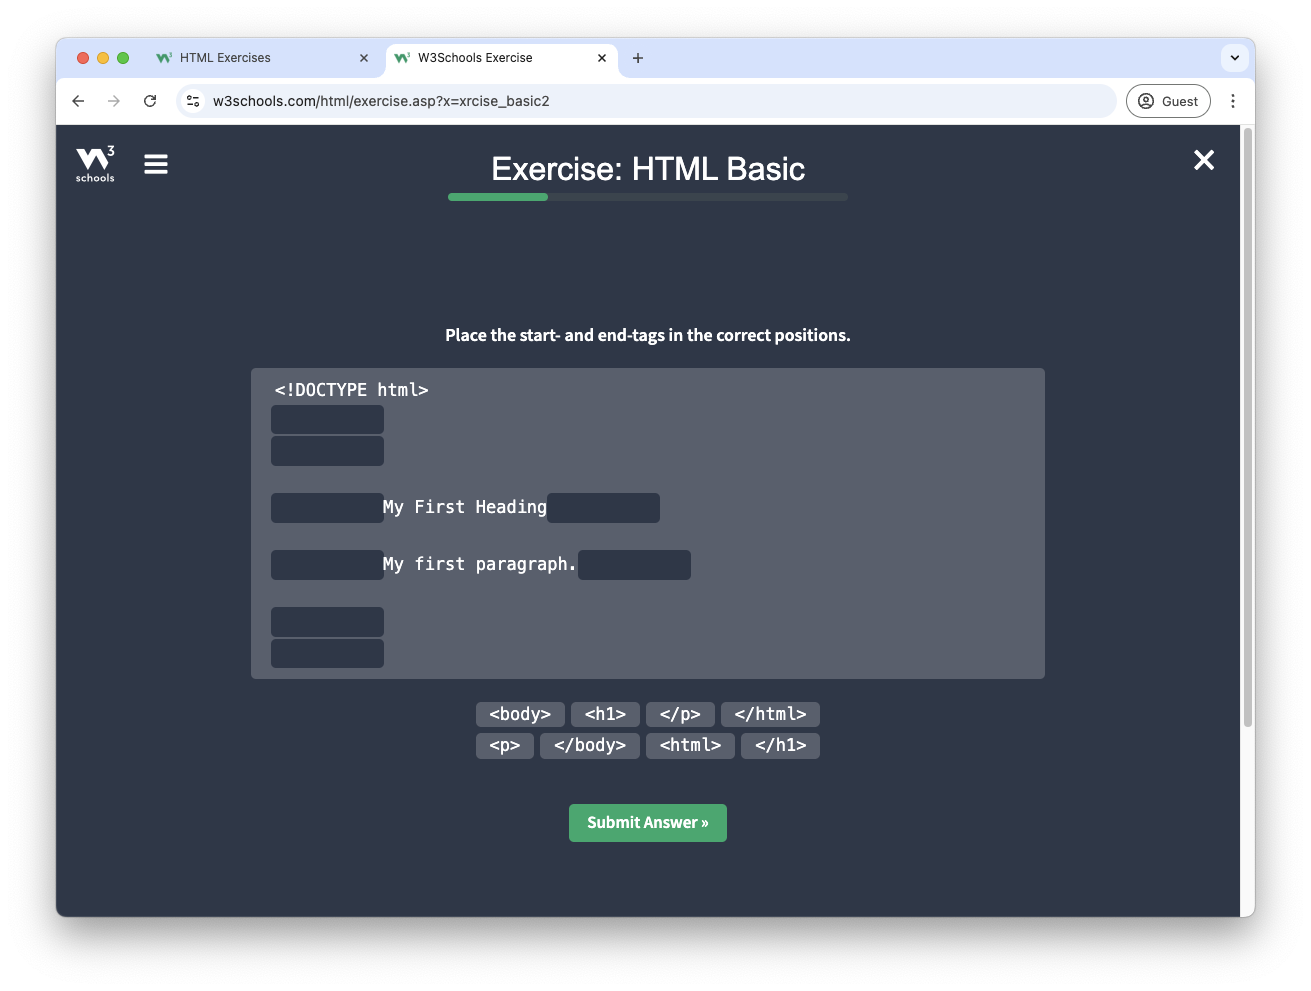 HTML Exercises
W3Schools Exercise
w3schools.com/html/exercise.asp?x=xrcise_basic2
Guest
3
schools
Exercise: HTML Basic
Place the start- and end-tags in the correct positions.
<!DOCTYPE html>
My First Heading
My first paragraph.
<body> <h1> </p> </html>
<p> </body> <html> </h1>
Submit Answer »